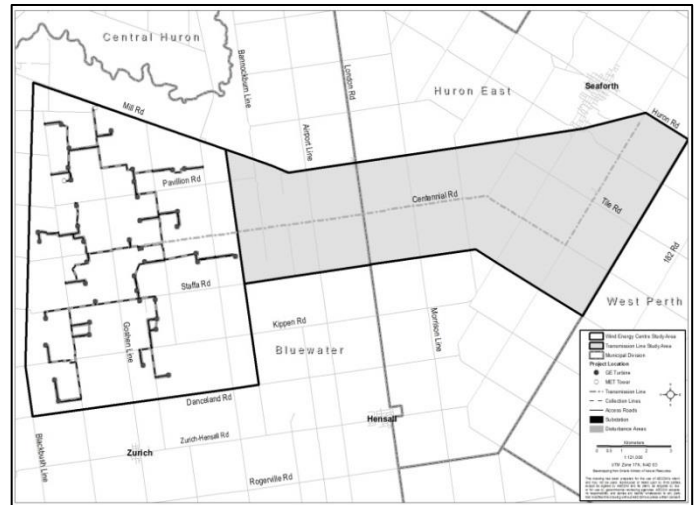 Central Huron
Bannockburn Line
London Rd
Huron East
Seaforth
Mill Rd
Huron Rd
Airport Line
Pavilion Rd
Centennial Rd
Tile Rd
182 Rd
Staffa Rd
West Perth
Goshen Line
Kippen Rd
Morrison Line
Bluewater
Danceland Rd
Hensall
Blackbush Line
Zurich
Zurich-Hensall Rd
Rogerville Rd
Wind Energy Centre Study Area
Transmission Line Study Area
Municipal Division
Project Location
GE Turbine
MET Tower
Transmission Line
Collection Lines
Access Roads
Substation
Disturbance Areas
Kilometers